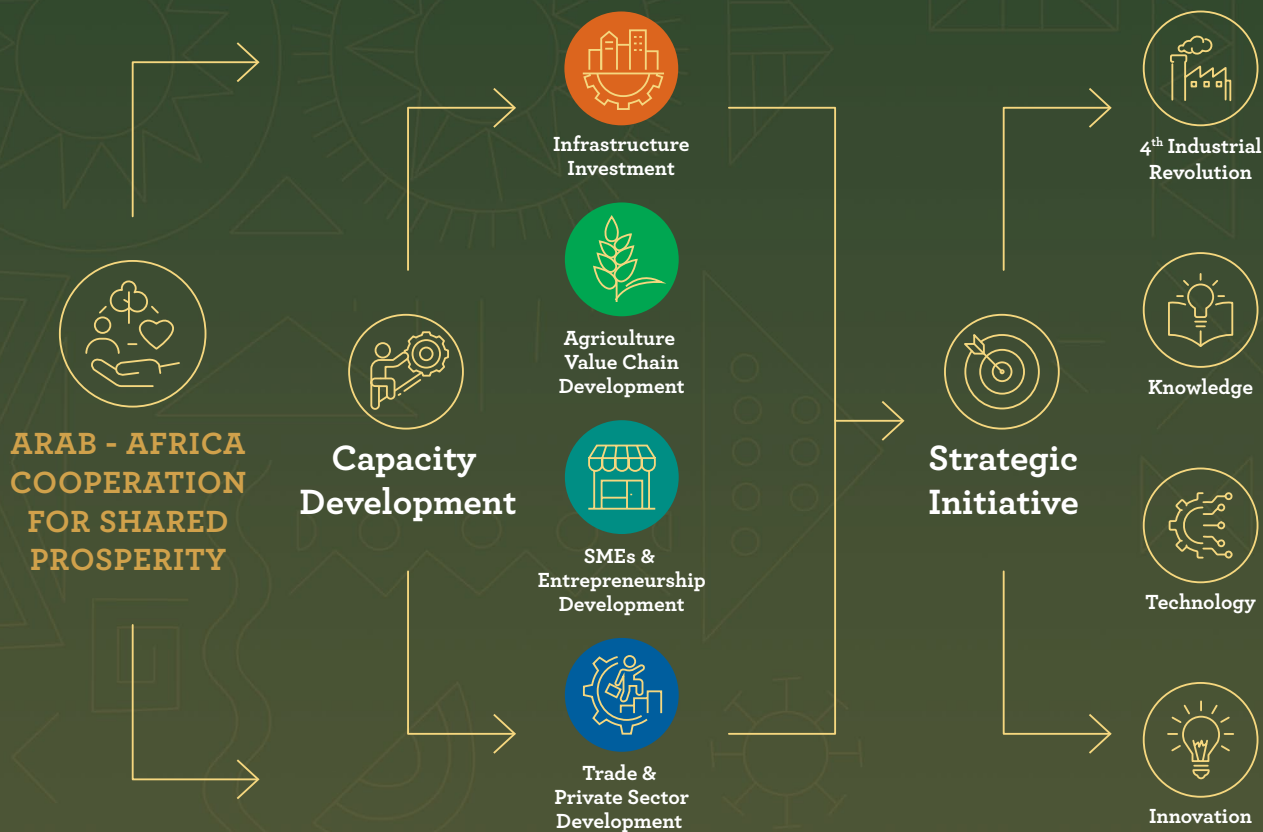 ARAB - AFRICA
COOPERATION
FOR SHARED
PROSPERITY
Capacity
Development
Infrastructure
Investment
Agriculture
Value Chain
Development
SMEs &
Entrepreneurship
Development
Trade &
Private Sector
Development
Strategic
Initiative
4th Industrial
Revolution
Knowledge
Technology
Innovation